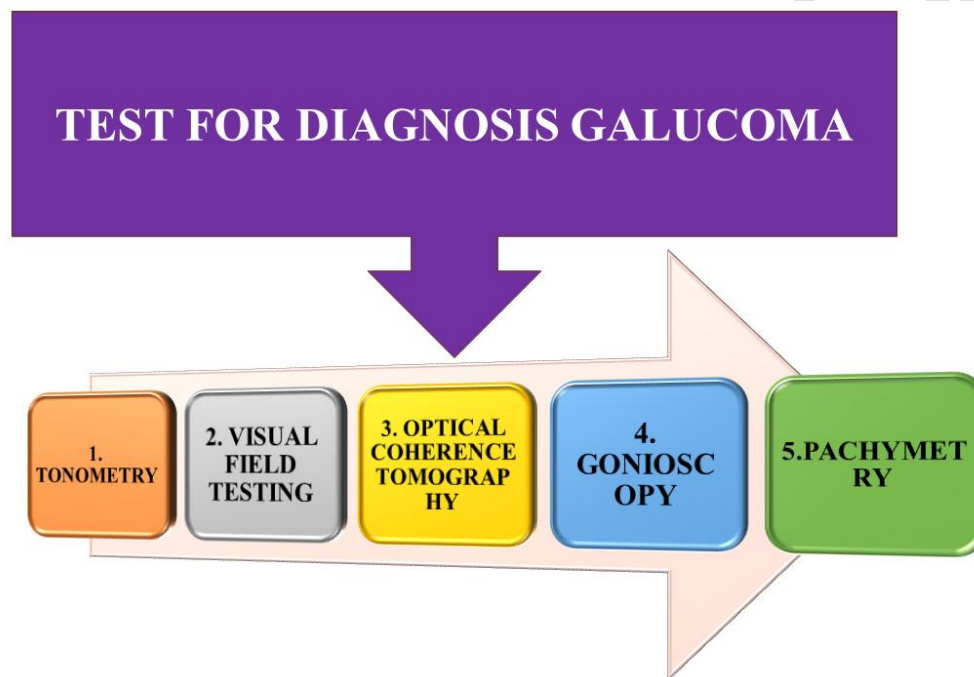 TEST FOR DIAGNOSIS GALUCOMA
1.
TONOMETRY
2. VISUAL
FIELD
TESTING
3. OPTICAL
COHERENCE
TOMOGRAP
HY
4.
GONIOSC
OPY
5.PACHYMET
RY